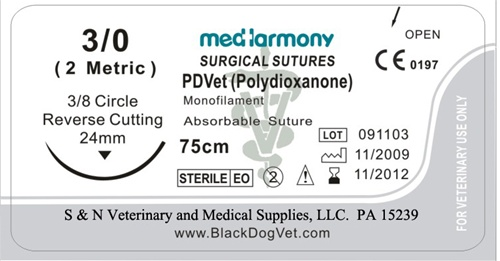 3/0
(2 Metric)
3/8 Circle
Reverse Cutting
24mm
medHarmony
SURGICAL SUTURES
PDVet (Polydioxanone)
Monofilament
Absorbable Suture
75cm
STERILE EO
2
OPEN
CE 0197
LOT 091103
11/2009
11/2012
FOR VETERINARY USE ONLY
S & N Veterinary and Medical Supplies, LLC. PA 15239
www.BlackDogVet.com